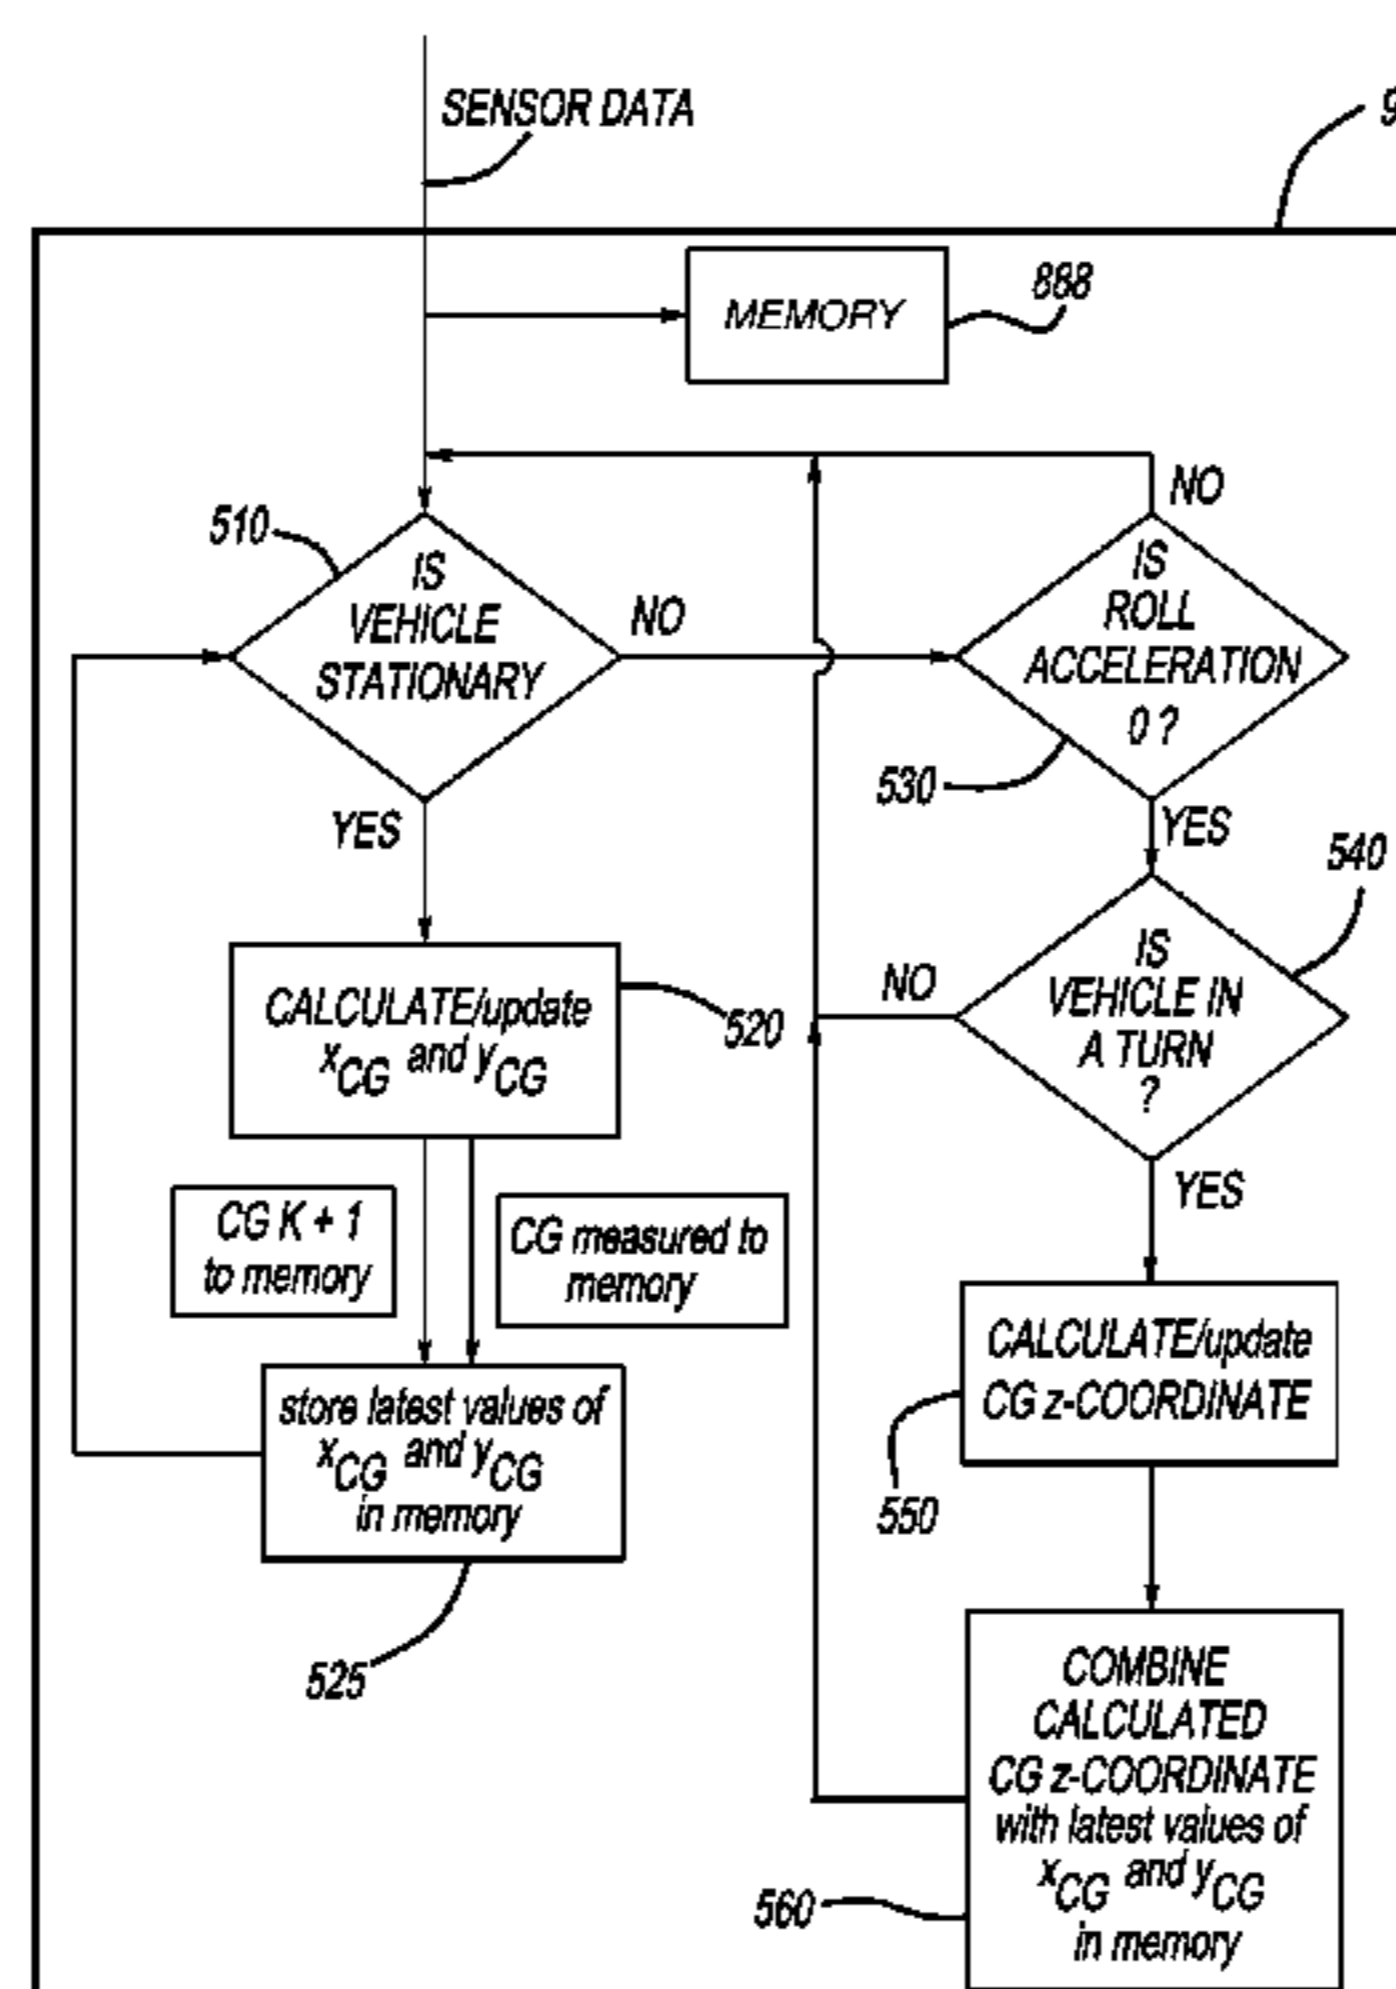 SENSOR DATA
9
MEMORY
888
510
IS
VEHICLE
STATIONARY
NO
YES
NO
IS
ROLL
ACCELERATION
0 ?
530
YES
540
IS
VEHICLE IN
A TURN
?
NO
YES
CALCULATE/update
xCG and yCG
520
CG K + 1
to memory
CG measured to
memory
store latest values of
xCG and yCG
in memory
525
CALCULATE/update
CG z-COORDINATE
550
COMBINE
CALCULATED
CG z-COORDINATE
with latest values of
xCG and yCG
in memory
560